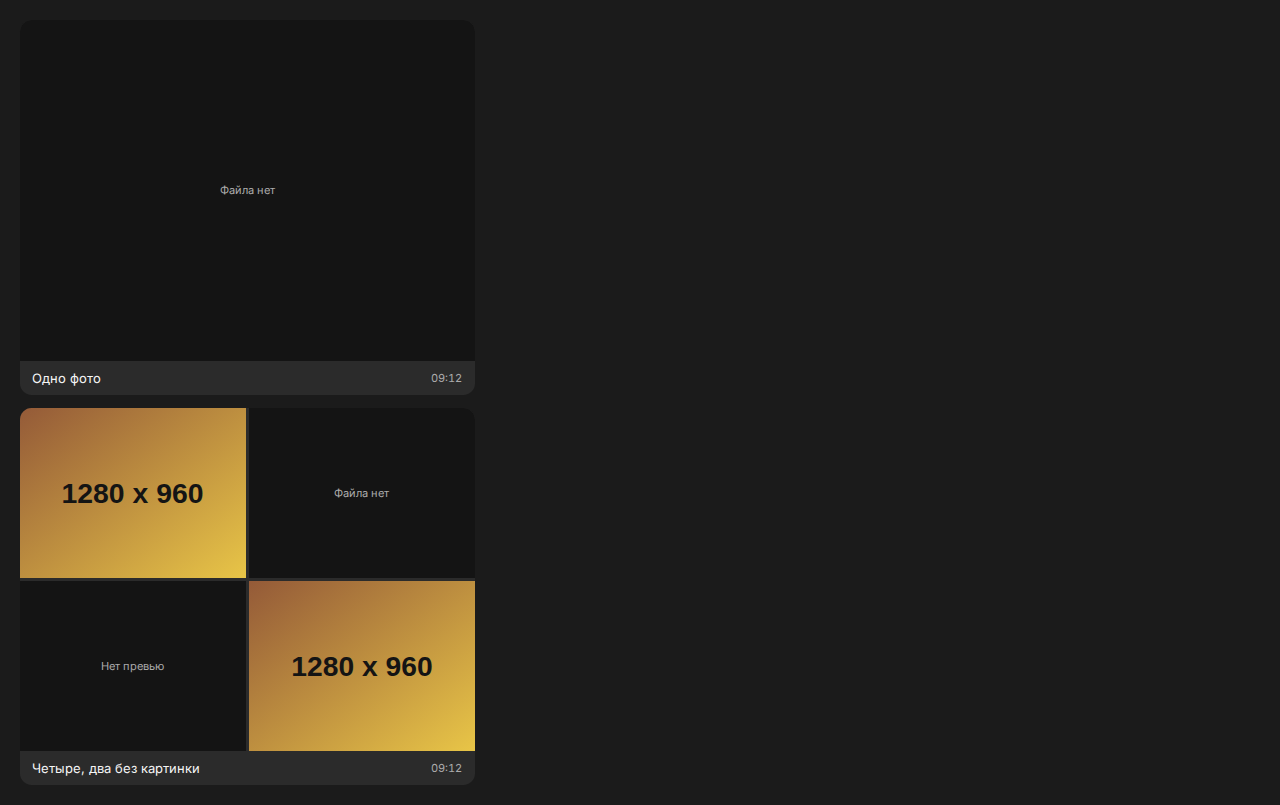 Файла нет
Одно фото 09:12
1280 x 960 Файла нет
Нет превью 1280 x 960
Четыре, два без картинки 09:12